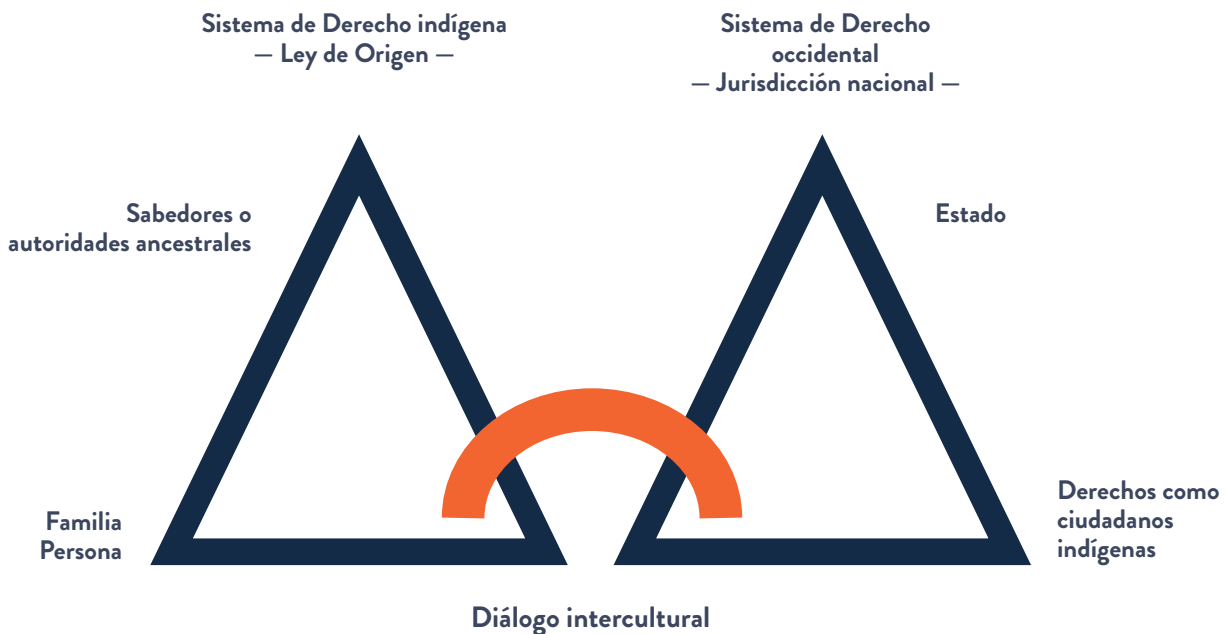 Sistema de Derecho indígena
— Ley de Origen —
Sistema de Derecho
occidental
— Jurisdicción nacional —
Sabedores o
autoridades ancestrales
Estado
Familia
Persona
Derechos como
ciudadanos
indígenas
Diálogo intercultural